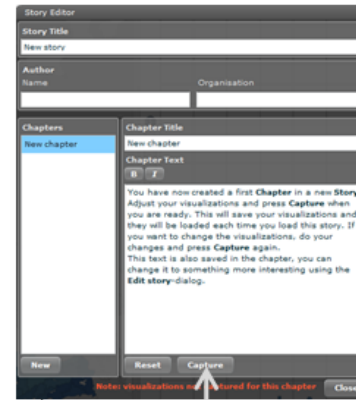 Story Editor
Story Title
New story
Author
Name
Organisation
Chapters
New chapter
Chapter Title
New chapter
Chapter Text
B I
You have now created a first Chapter in a new Story
Adjust your visualizations and press Capture when
you are ready. This will save your visualizations and
they will be loaded each time you load this story. If
you want to change the visualizations, do your
changes and press Capture again.
This text is also saved in the chapter, you can
change it to something more interesting using the
Edit story-dialog.
New
Reset
Capture
Note: visualizations not captured for this chapter
Close